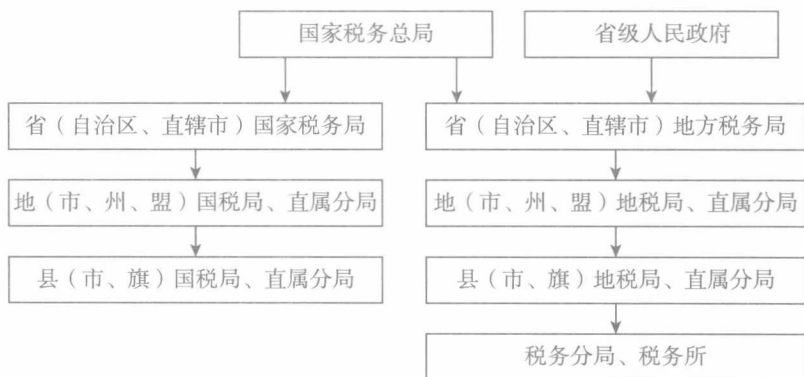 国家税务总局
省级人民政府
省（自治区、直辖市）国家税务局
省（自治区、直辖市）地方税务局
地（市、州、盟）国税局、直属分局
地（市、州、盟）地税局、直属分局
县（市、旗）国税局、直属分局
县（市、旗）地税局、直属分局
税务分局、税务所